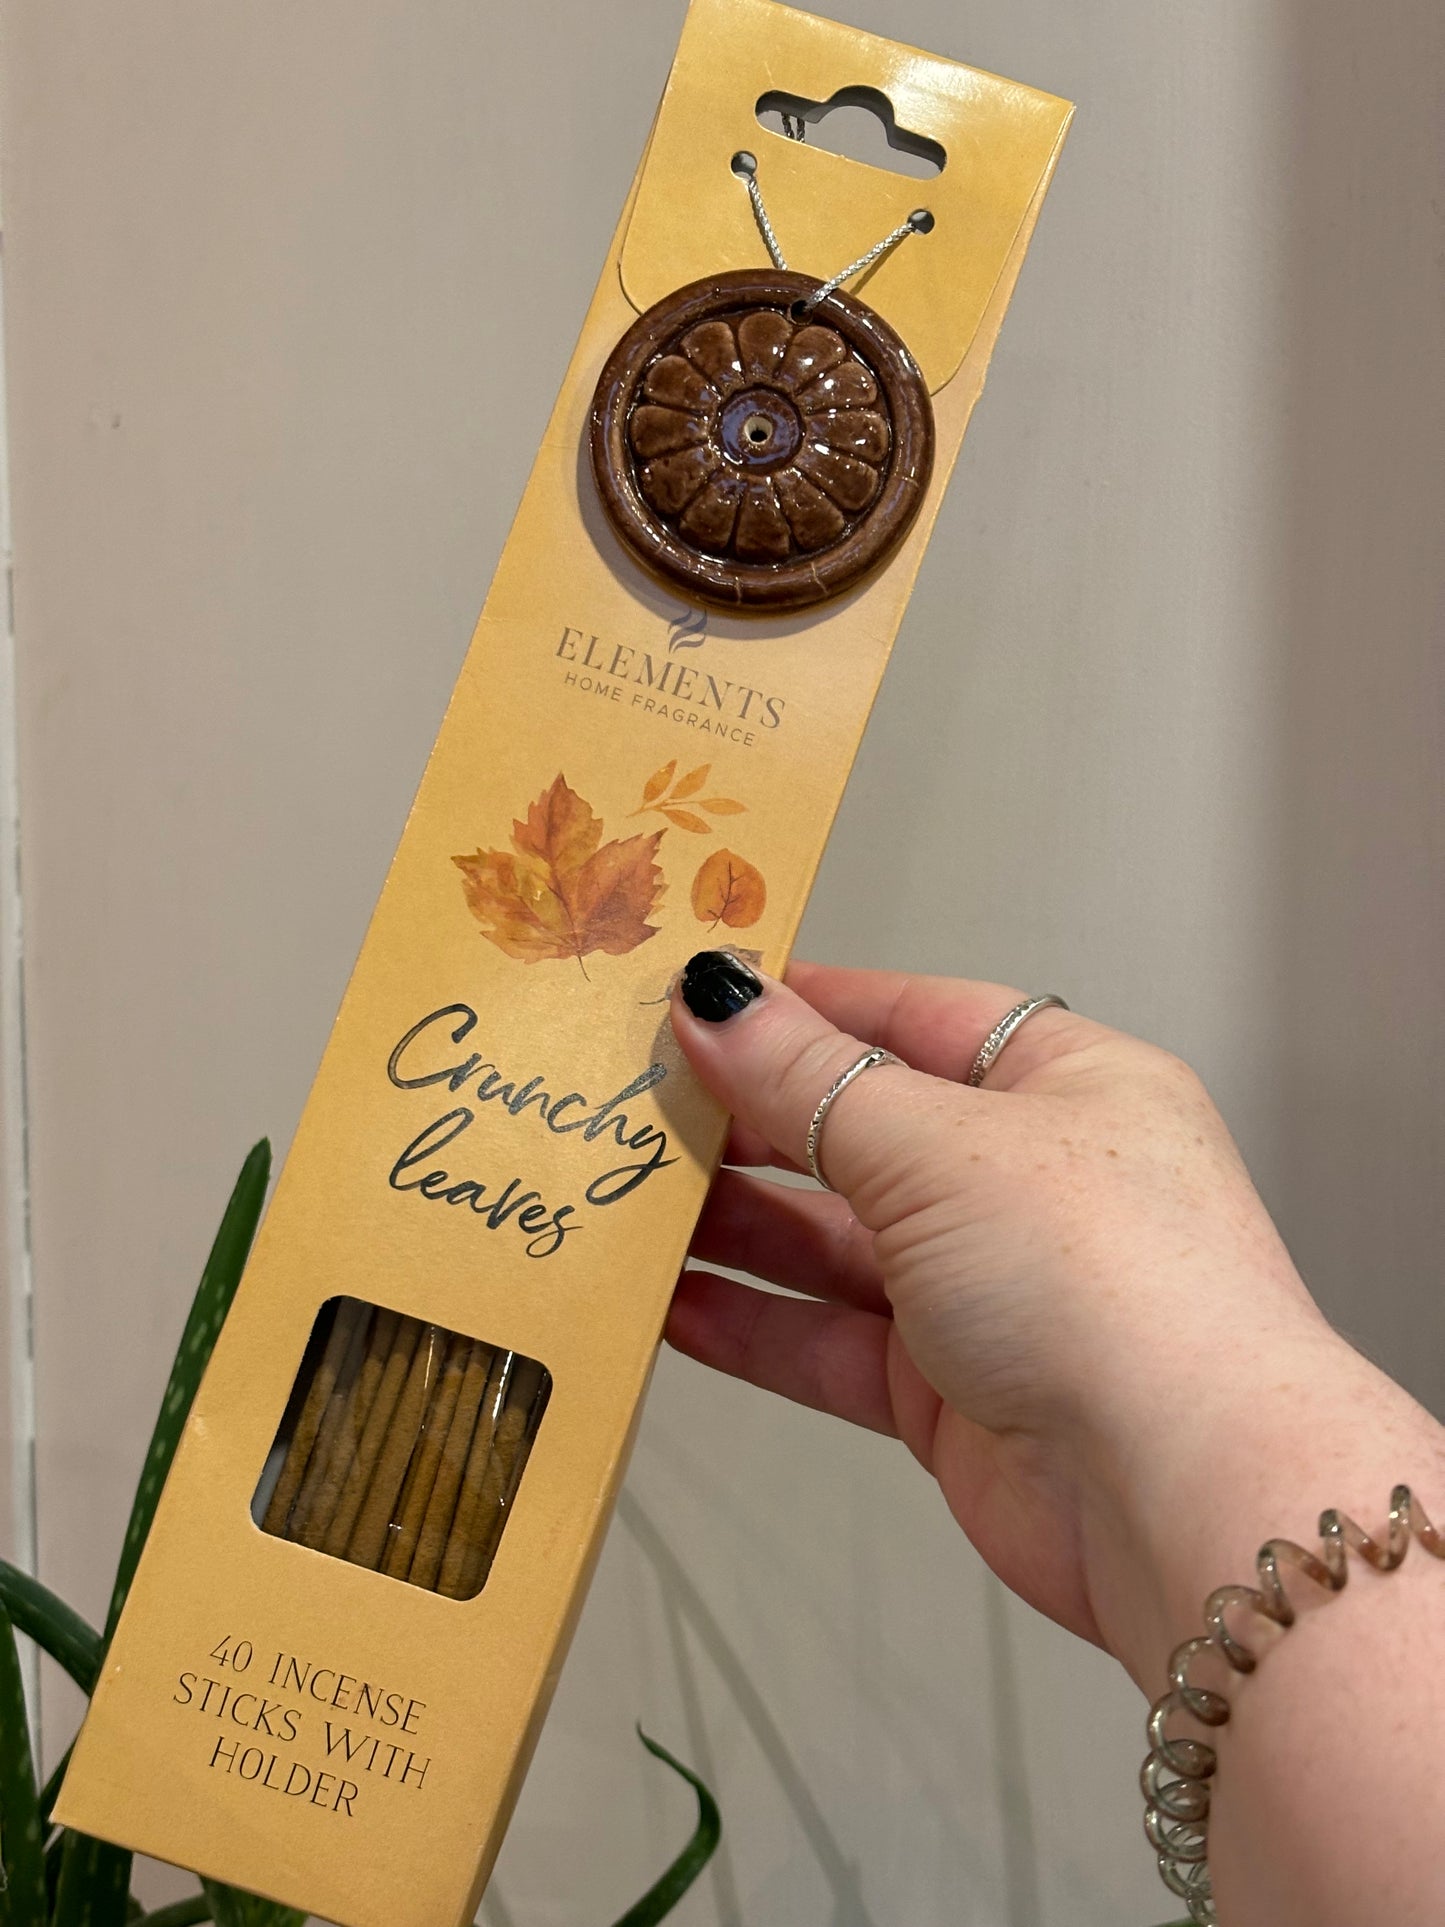 ELEMENTS
HOME FRAGRANCE
Crunchy
leaves
40 INCENSE
STICKS WITH
HOLDER